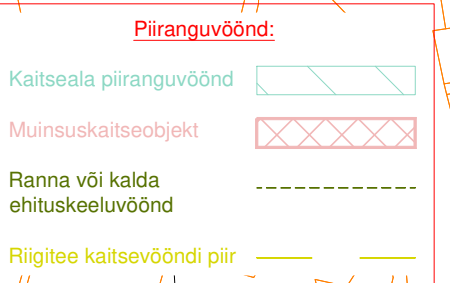 Piiranguvöönd:
Kaitseala piiranguvöönd
Muinsuskaitseobjekt
Ranna või kalda
ehituskeeluvöönd
Riigitee kaitsevööndi piir